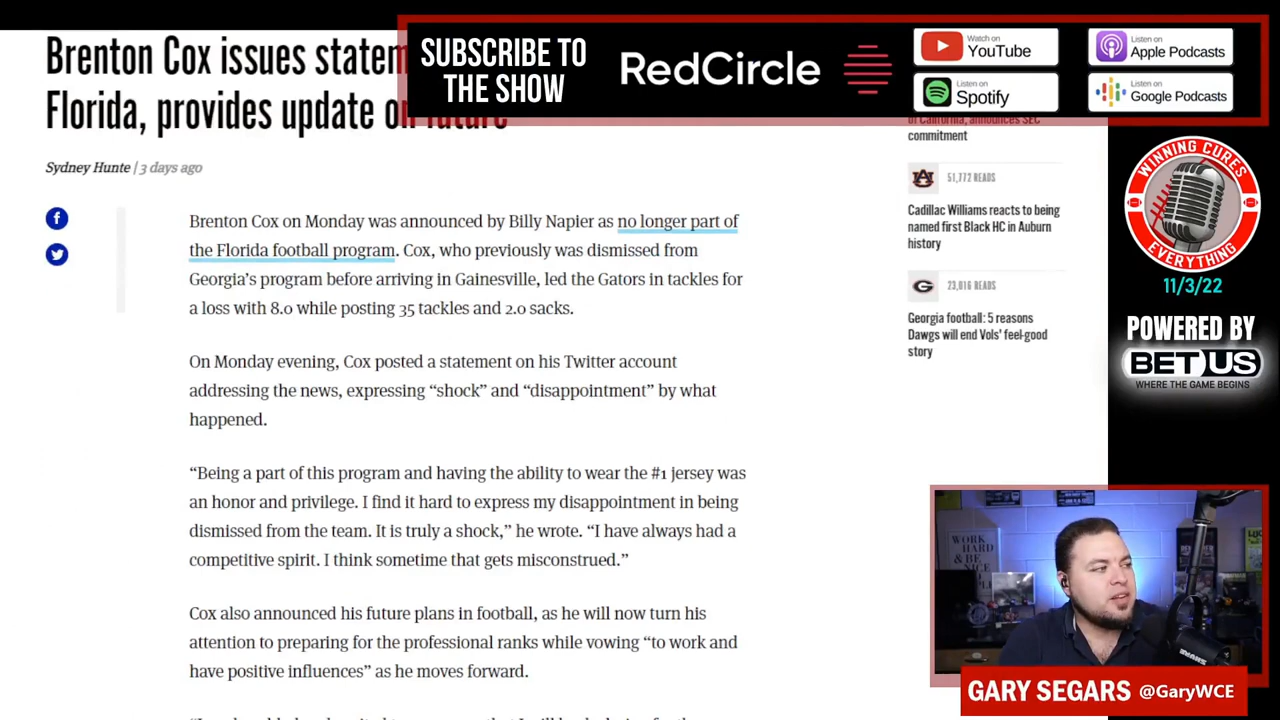 Brenton Cox issues statem
Florida, provides update on future
Sydney Hunte | 3 days ago
Brenton Cox on Monday was announced by Billy Napier as no longer part of
the Florida football program. Cox, who previously was dismissed from
Georgia's program before arriving in Gainesville, led the Gators in tackles for
a loss with 8.0 while posting 35 tackles and 2.0 sacks.
On Monday evening, Cox posted a statement on his Twitter account
addressing the news, expressing “shock” and “disappointment” by what
happened.
“Being a part of this program and having the ability to wear the #1 jersey was
an honor and privilege. I find it hard to express my disappointment in being
dismissed from the team. It is truly a shock,” he wrote. “I have always had a
competitive spirit. I think sometime that gets misconstrued.”
Cox also announced his future plans in football, as he will now turn his
attention to preparing for the professional ranks while vowing “to work and
have positive influences” as he moves forward.
SUBSCRIBE TO
THE SHOW
RedCircle
Watch on
YouTube
Listen on
Spotify
Listen on
Apple Podcasts
Listen on
Google Podcasts
of California, announces SEC
commitment
51,772 READS
Cadillac Williams reacts to being
named first Black HC in Auburn
history
23,016 READS
Georgia football: 5 reasons
Dawgs will end Vols' feel-good
story
WINNING CURES
EVERYTHING
11/3/22
POWERED BY
BETUS
WHERE THE GAME BEGINS
WORK
HARD &
BE NICE
GARY SEGARS @GaryWCE